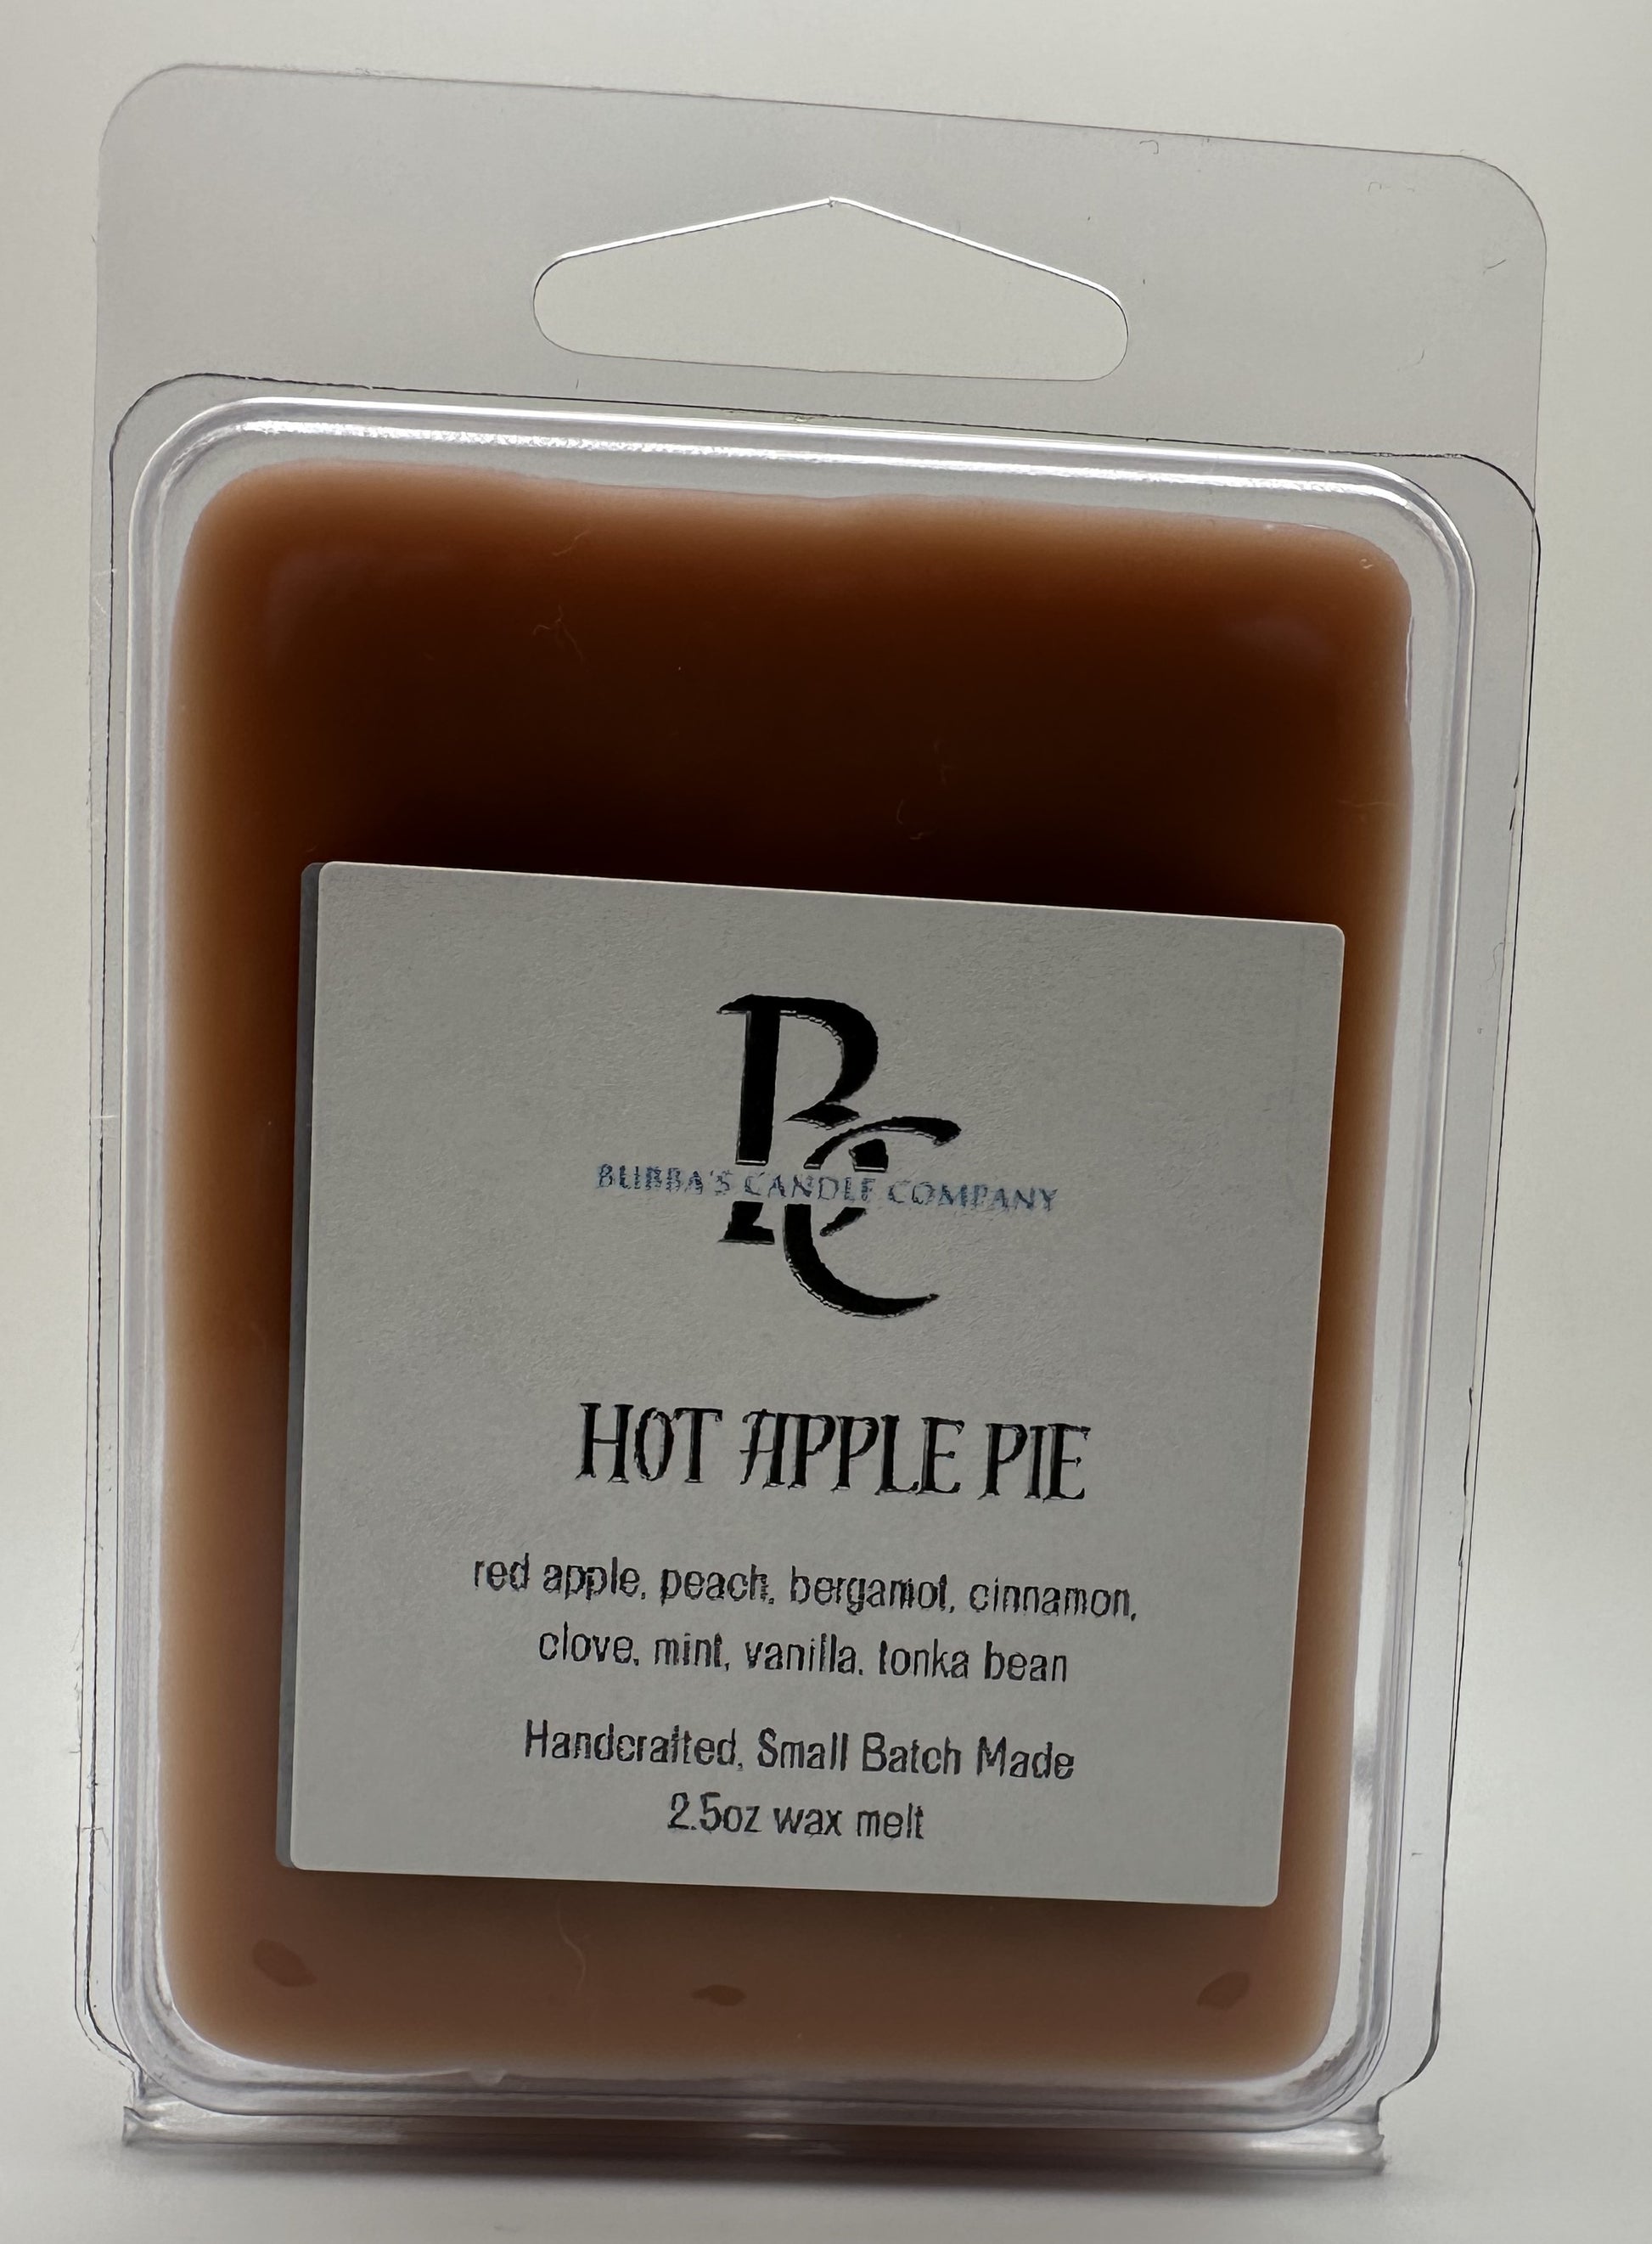 BC
BUBBA'S CANDLE COMPANY
HOT APPLE PIE
red apple, peach, bergamot, cinnamon,
clove, mint, vanilla, tonka bean
Handcrafted, Small Batch Made
2.5oz wax melt